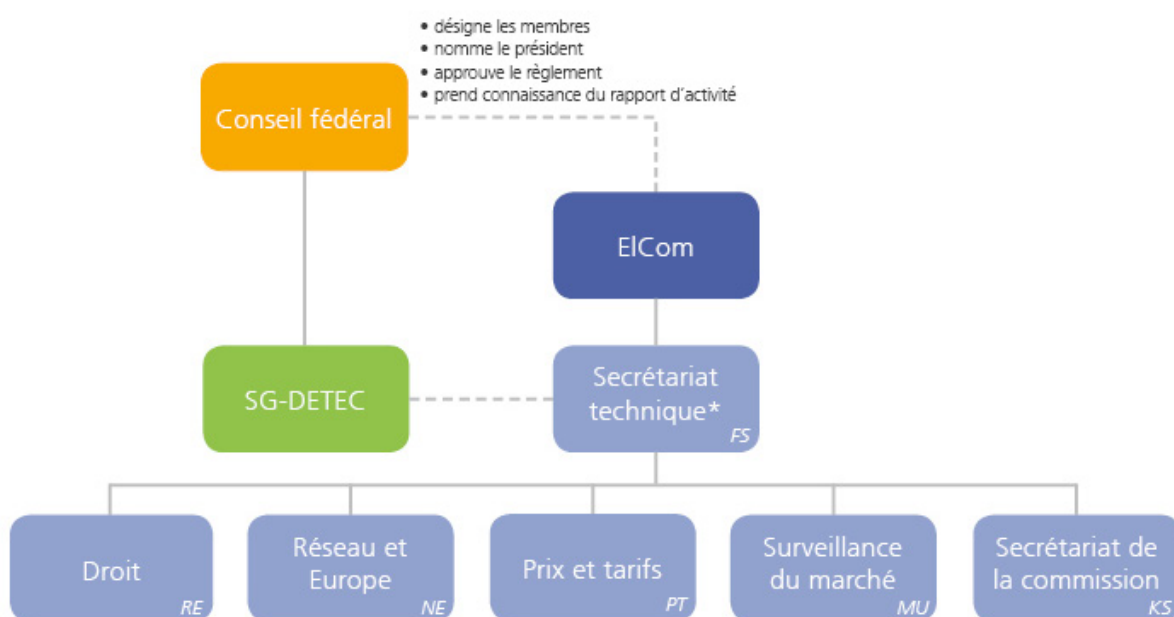 • désigne les membres
• nomme le président
• approuve le règlement
• prend connaissance du rapport d'activité
Conseil fédéral
ElCom
SG-DETEC
Secrétariat
technique*
FS
Droit
RE
Réseau et
Europe
NE
Prix et tarifs
PT
Surveillance
du marché
MU
Secrétariat de
la commission
KS